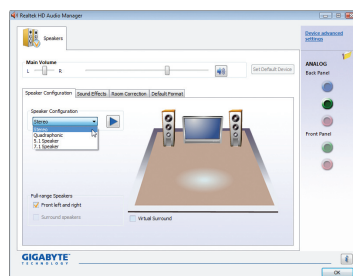 Realtek HD Audio Manager
Speakers
Device advanced settings
Main Volume
L
R
Set Default Device
ANALOG
Back Panel
Speaker Configuration
Sound Effects
Room Correction
Default Format
Speaker Configuration
Stereo
Stereo
Quadraphonic
5.1 Speaker
7.1 Speaker
Front Panel
Full-range Speakers
Front left and right
Surround speakers
Virtual Surround
GIGABYTE
TECHNOLOGY
OK